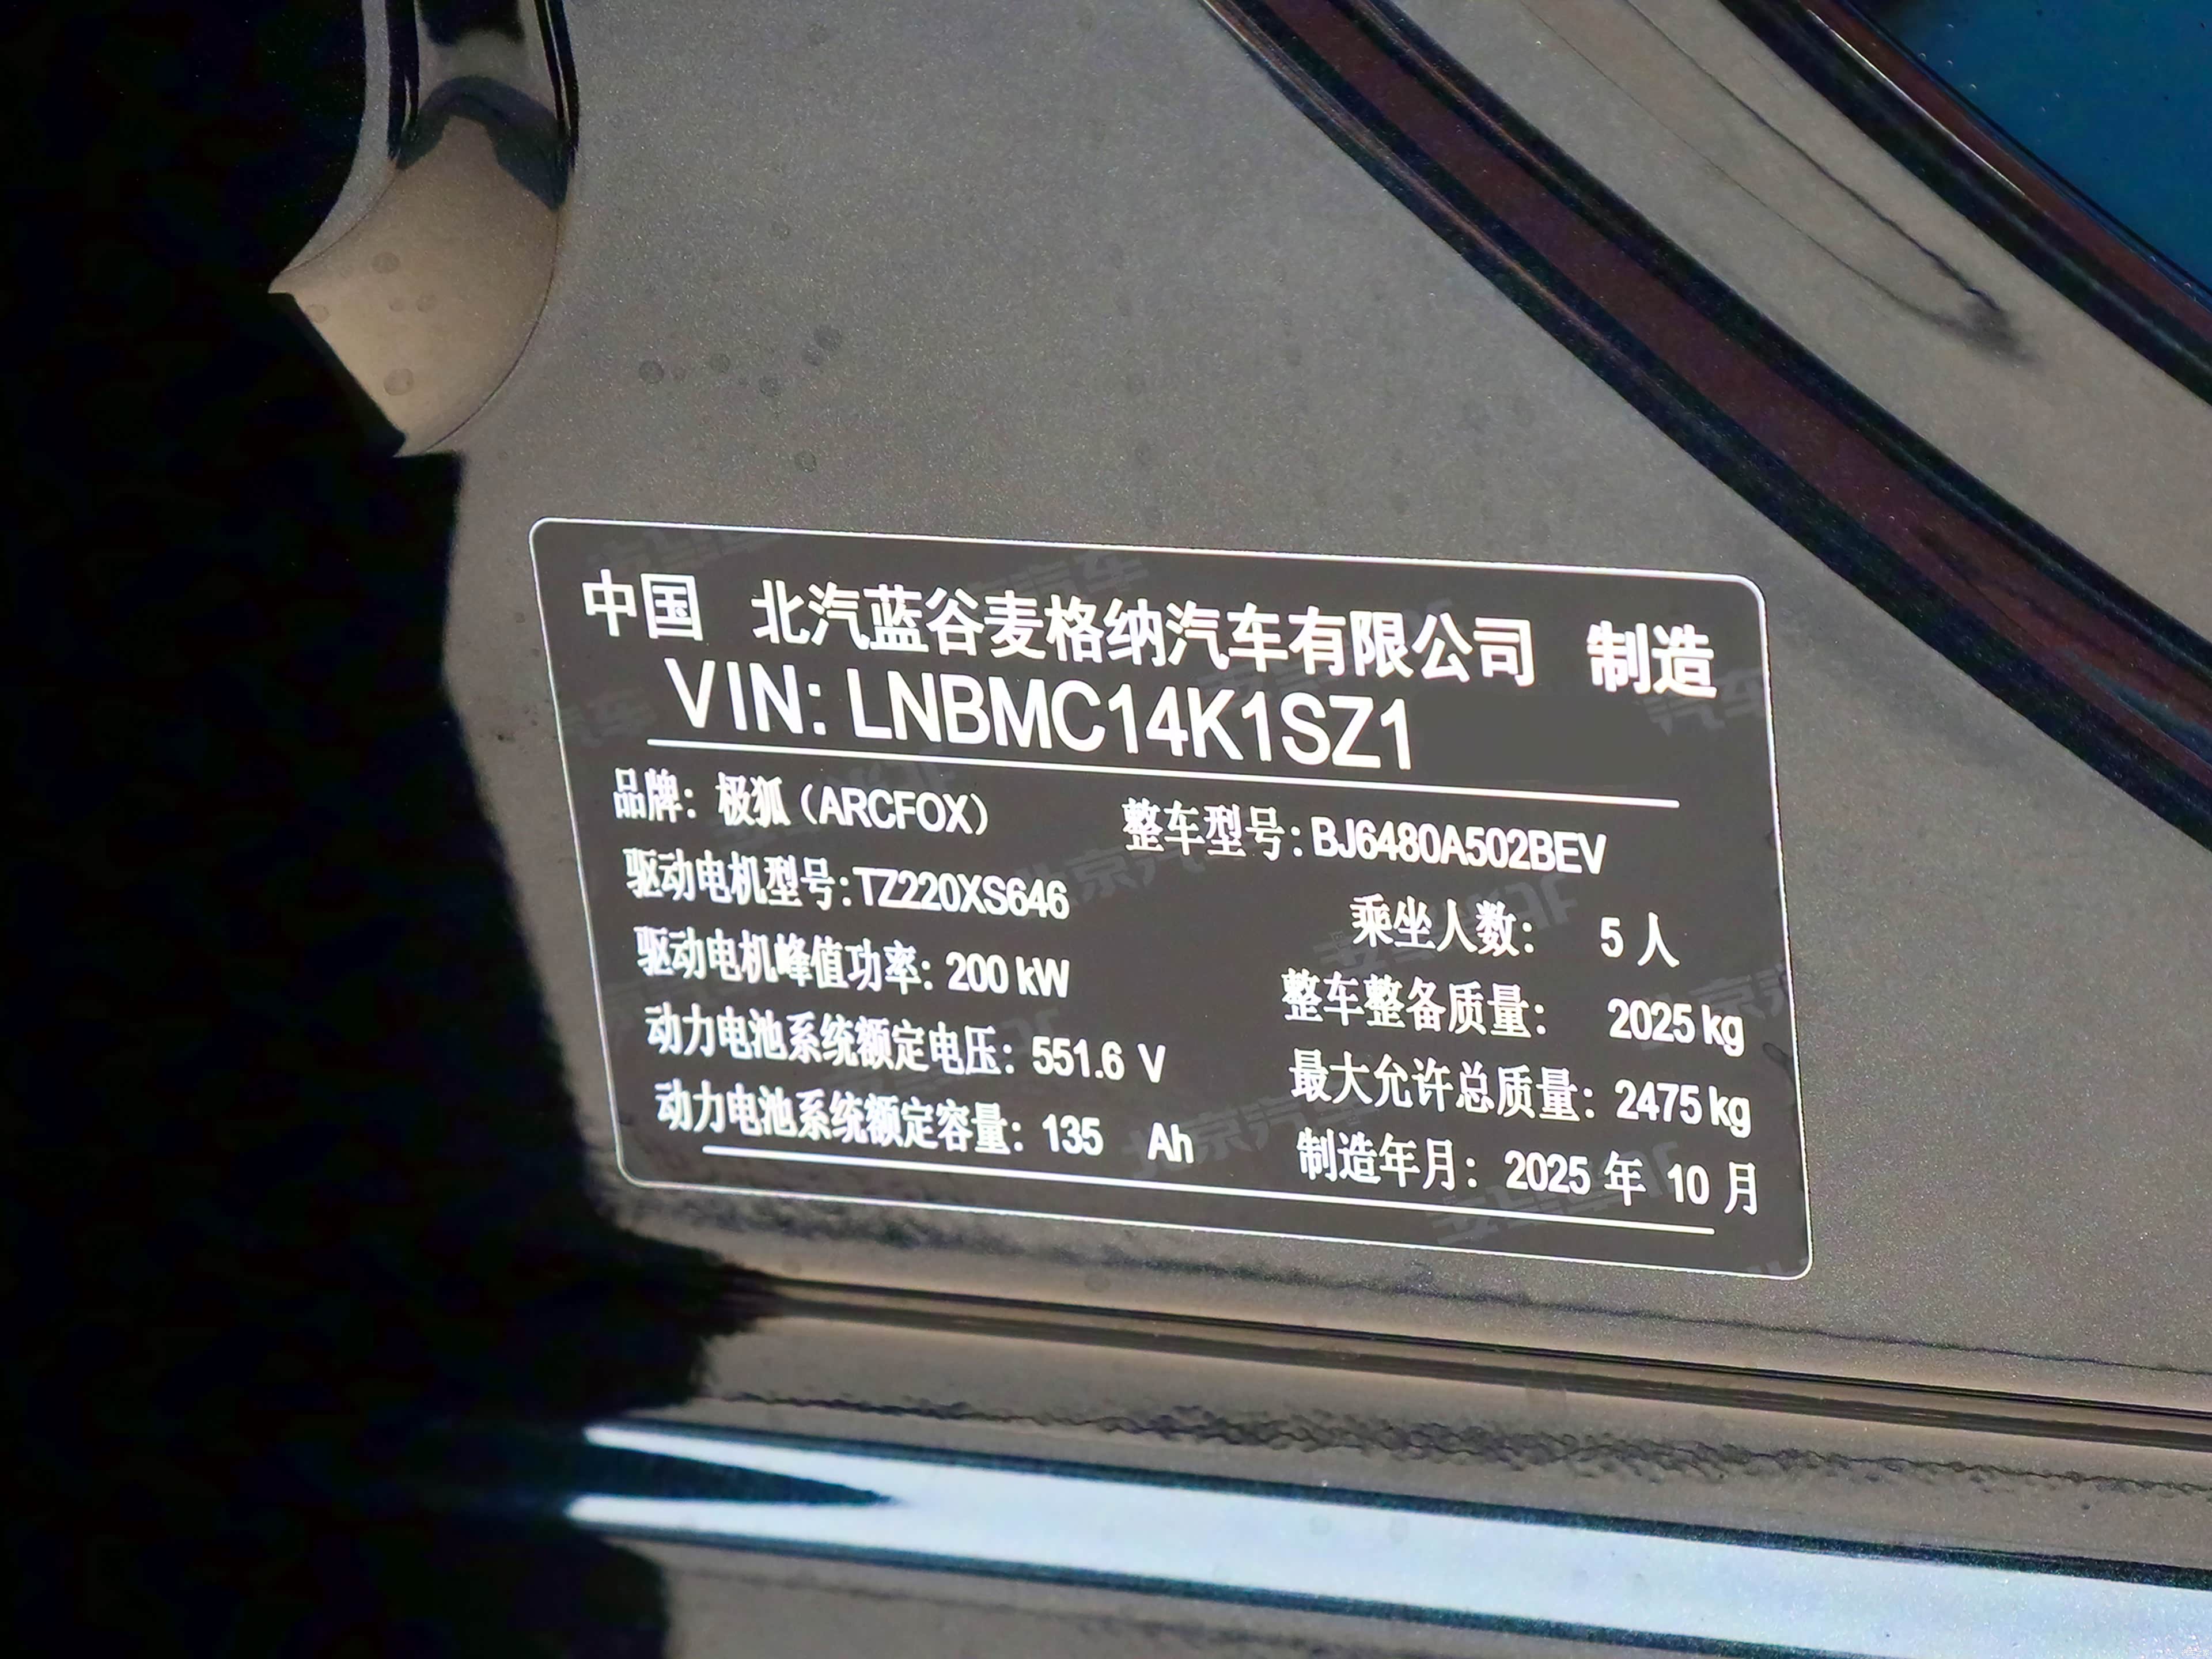 中国 北汽蓝谷麦格纳汽车有限公司 制造
VIN: LNBMC14K1SZ1
品牌: 极狐（ARCFOX） 整车型号: BJ6480A502BEV
驱动电机型号: TZ220XS646 乘坐人数: 5 人
驱动电机峰值功率: 200 kW 整车整备质量: 2025 kg
动力电池系统额定电压: 551.6 V 最大允许总质量: 2475 kg
动力电池系统额定容量: 135 Ah 制造年月: 2025 年 10 月